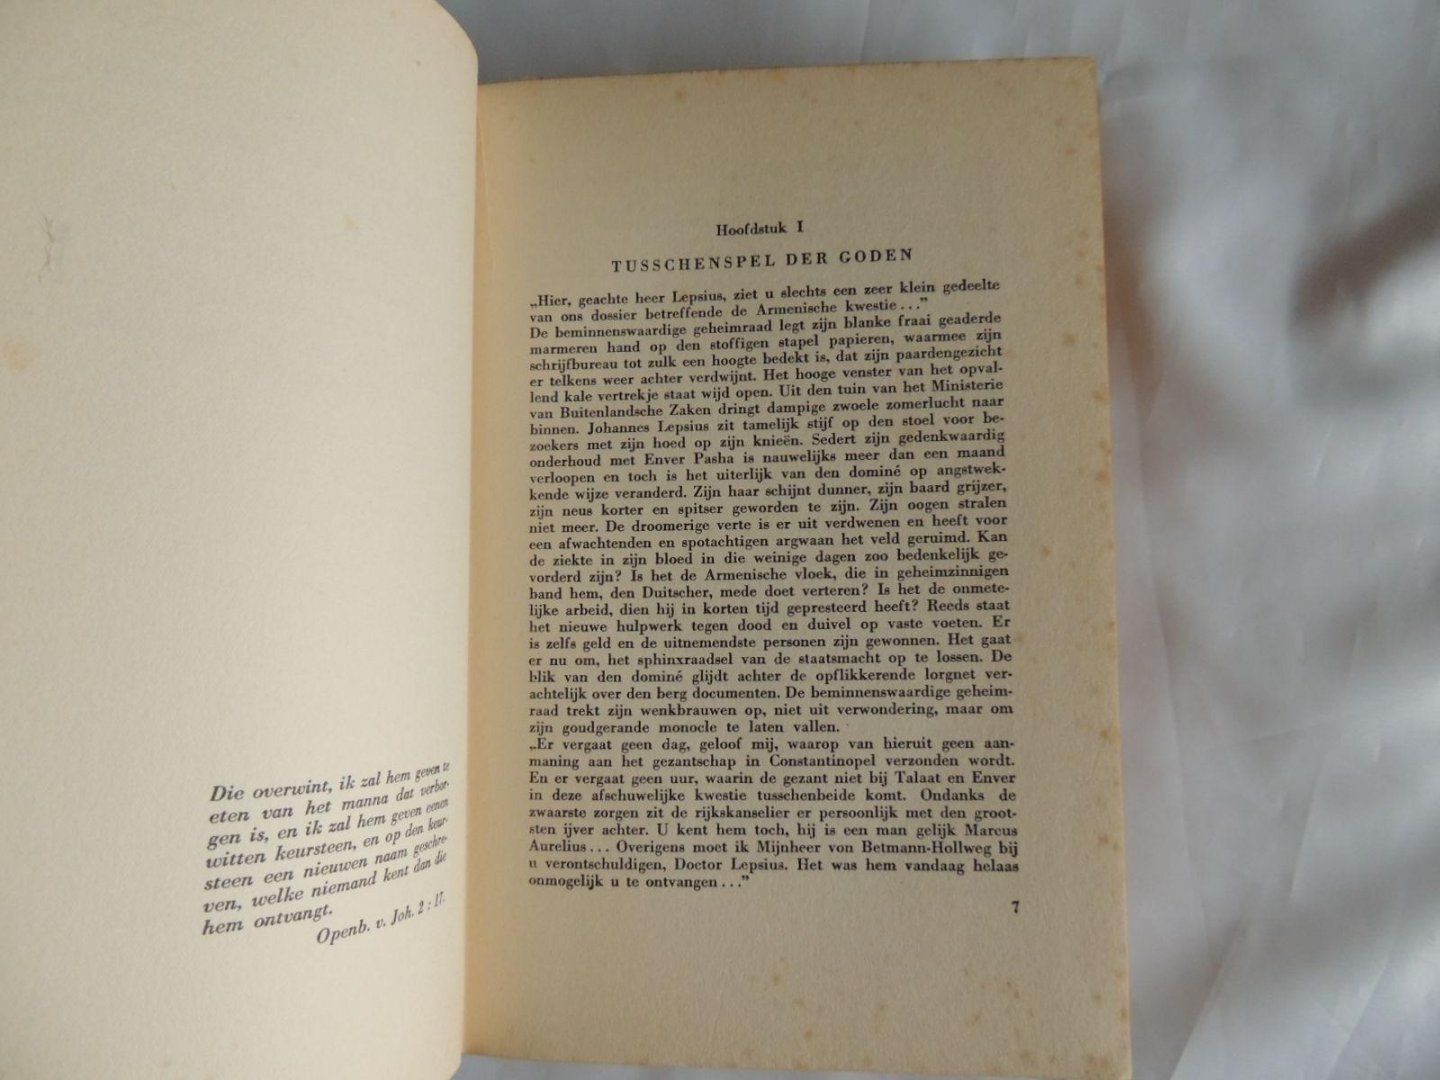 Die overwint, ik zal hem geven te
eten van het manna dat verbor-
gen is, en ik zal hem geven eenen
witten keursteen, en op den keur-
steen een nieuwen naam geschre-
ven, welke niemand kent dan die
hem ontvangt.
Openb. v. Joh. 2 : 17.
Hoofdstuk I
TUSSCHENSPEL DER GODEN
„Hier, geachte heer Lepsius, ziet u slechts een zeer klein gedeelte
van ons dossier betreffende de Armenische kwestie...”
De beminnenswaardige geheimraad legt zijn blanke fraai geaderde
marmeren hand op den stoffigen stapel papieren, waarmee zijn
schrijfbureau tot zulk een hoogte bedekt is, dat zijn paardengezicht
er telkens weer achter verdwijnt. Het hooge venster van het opval-
lend kale vertrekje staat wijd open. Uit den tuin van het Ministerie
van Buitenlandsche Zaken dringt dampige zwoele zomerlucht naar
binnen. Johannes Lepsius zit tamelijk stijf op den stoel voor be-
zoekers met zijn hoed op zijn knieën. Sedert zijn gedenkwaardig
onderhoud met Enver Pasha is nauwelijks meer dan een maand
verloopen en toch is het uiterlijk van den dominé op angstwek-
kende wijze veranderd. Zijn haar schijnt dunner, zijn baard grijzer,
zijn neus korter en spitser geworden te zijn. Zijn oogen stralen
niet meer. De droomerige verte is er uit verdwenen en heeft voor
een afwachtenden en spotachtigen argwaan het veld geruimd. Kan
de ziekte in zijn bloed in die weinige dagen zoo bedenkelijk ge-
vorderd zijn? Is het de Armenische vloek, die in geheimzinnigen
band hem, den Duitscher, mede doet verteren? Is het de onmete-
lijke arbeid, dien hij in korten tijd gepresteerd heeft? Reeds staat
het nieuwe hulpwerk tegen dood en duivel op vaste voeten. Er
is zelfs geld en de uitnemendste personen zijn gewonnen. Het gaat
er nu om, het sphinxraadsel van de staatsmacht op te lossen. De
blik van den dominé glijdt achter de opflikkerende lorgnet ver-
achtelijk over den berg documenten. De beminnenswaardige geheim-
raad trekt zijn wenkbrauwen op, niet uit verwondering, maar om
zijn goudgerande monocle te laten vallen.
„Er vergaat geen dag, geloof mij, waarop van hieruit geen aan-
maning aan het gezantschap in Constantinopel verzonden wordt.
En er vergaat geen uur, waarin de gezant niet bij Talaat en Enver
in deze afschuwelijke kwestie tusschenbeide komt. Ondanks de
zwaarste zorgen zit de rijkskanselier er persoonlijk met den groot-
sten ijver achter. U kent hem toch, hij is een man gelijk Marcus
Aurelius... Overigens moet ik Mijnheer von Betmann-Hollweg bij
u verontschuldigen, Doctor Lepsius. Het was hem vandaag helaas
onmogelijk u te ontvangen...”
7